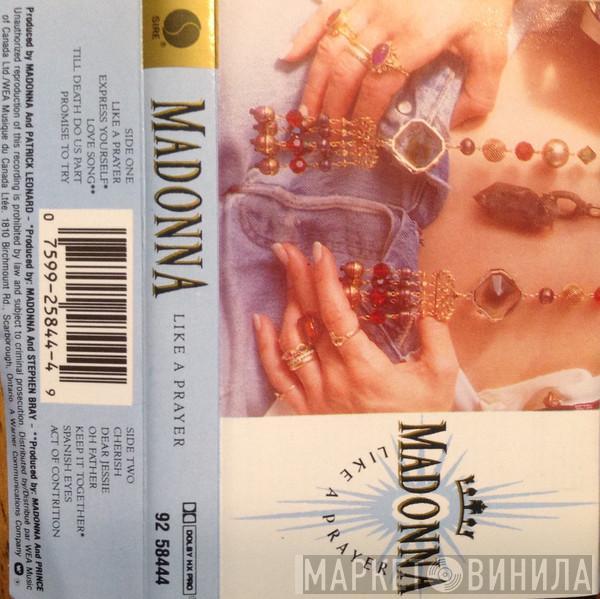 SIRE ®
MADONNA
LIKE A PRAYER
DOLBY HX PRO
92 58444
SIDE ONE
LIKE A PRAYER
EXPRESS YOURSELF*
LOVE SONG**
TILL DEATH DO US PART
PROMISE TO TRY
0 7599-25844-4 9
SIDE TWO
CHERISH
DEAR JESSIE
OH FATHER
KEEP IT TOGETHER*
SPANISH EYES
ACT OF CONTRITION
Produced by MADONNA And PATRICK LEONARD - *Produced by: MADONNA And STEPHEN BRAY - **Produced by: MADONNA And PRINCE
Unauthorized reproduction of this recording is prohibited by law and subject to criminal prosecution. Distributed by/Distribué par WEA Music
of Canada Ltd./WEA Musique du Canada Ltée, 1810 Birchmount Rd., Scarborough, Ontario. A Warner Communications Company
MADONNA
LIKE A PRAYER
МАРКЕТ ВИНИЛА